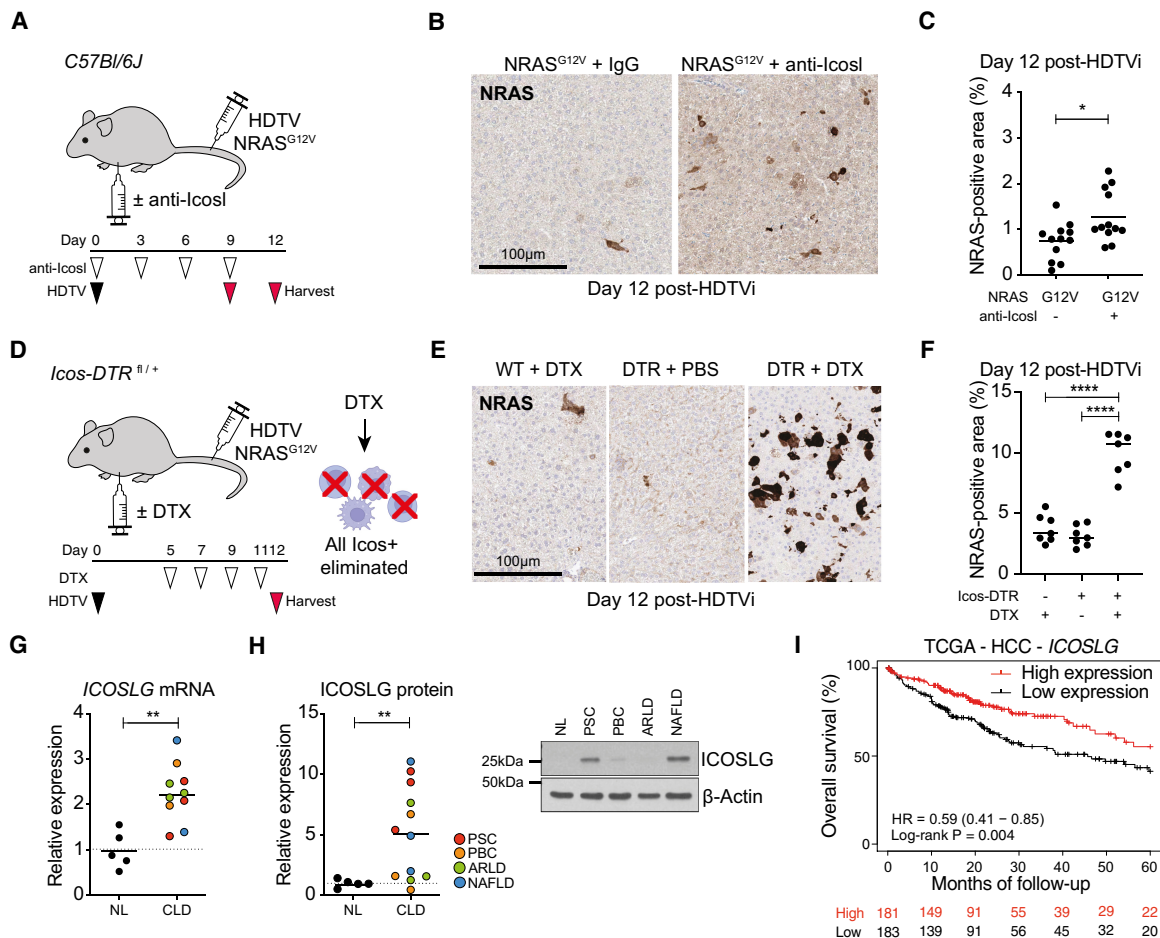 A
C57Bl/6J
HDTV
NRASG12V
± anti-Icosl
Day 0 3 6 9 12
anti-Icosl
HDTV Harvest
B
NRASG12V + IgG NRASG12V + anti-Icosl
NRAS
100μm
Day 12 post-HDTVi
C
Day 12 post-HDTVi
NRAS-positive area (%)
4
3
2
1
0
*
NRAS G12V G12V
anti-Icosl - +
D
Icos-DTR fl / +
HDTV
NRASG12V
± DTX
DTX
All Icos+
eliminated
Day 0 5 7 9 1112
DTX
HDTV Harvest
E
WT + DTX DTR + PBS DTR + DTX
NRAS
100μm
Day 12 post-HDTVi
F
Day 12 post-HDTVi
NRAS-positive area (%)
15
10
5
0
****
****
Icos-DTR - + +
DTX + - +
G
ICOSLG mRNA
Relative expression
4
3
2
1
0
**
NL CLD
H
ICOSLG protein
Relative expression
15
10
5
0
**
NL CLD
PSC
PBC
ARLD
NAFLD
NL PSC PBC ARLD NAFLD
25kDa ICOSLG
50kDa
β-Actin
I
TCGA - HCC - ICOSLG
Overall survival (%)
100
50
0
High expression
Low expression
HR = 0.59 (0.41 − 0.85)
Log-rank P = 0.004
0 10 20 30 40 50 60
Months of follow-up
High 181 149 91 55 39 29 22
Low 183 139 91 56 45 32 20